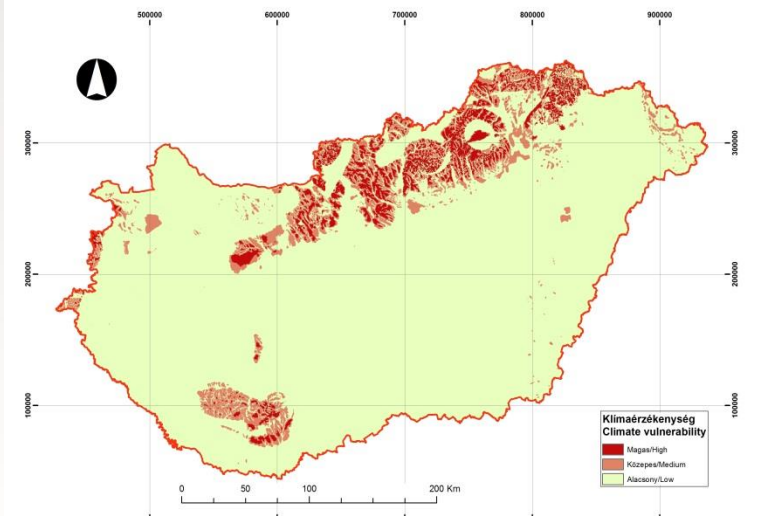 500000 600000 700000 800000 900000
300000 300000
200000 200000
100000 100000
Klímaérzékenység
Climate vulnerability
Magas/High
Közepes/Medium
Alacsony/Low
0 50 100 200 Km